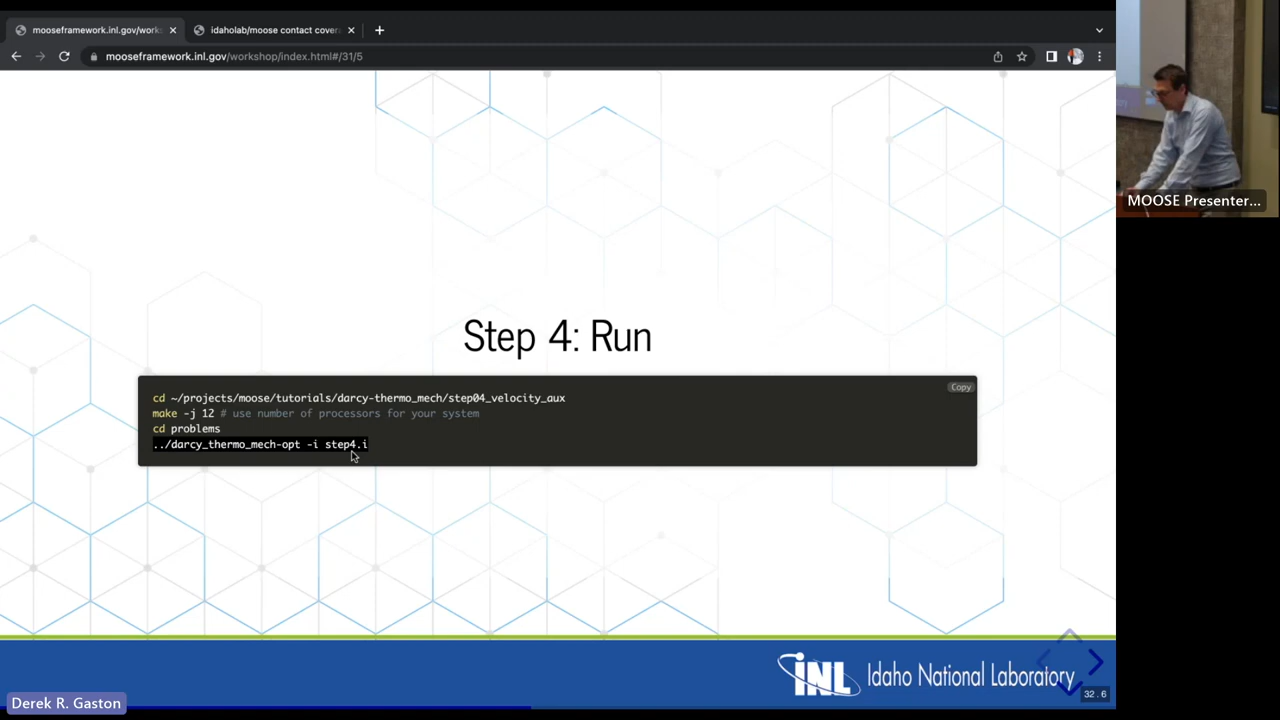 mooseframework.inl.gov/works
idaholab/moose contact covera
mooseframework.inl.gov/workshop/index.html#/31/5
MOOSE Presenter...
Step 4: Run
Copy
cd ~/projects/moose/tutorials/darcy-thermo_mech/step04_velocity_aux
make -j 12 # use number of processors for your system
cd problems
../darcy_thermo_mech-opt -i step4.i
INL Idaho National Laboratory
32.6
Derek R. Gaston